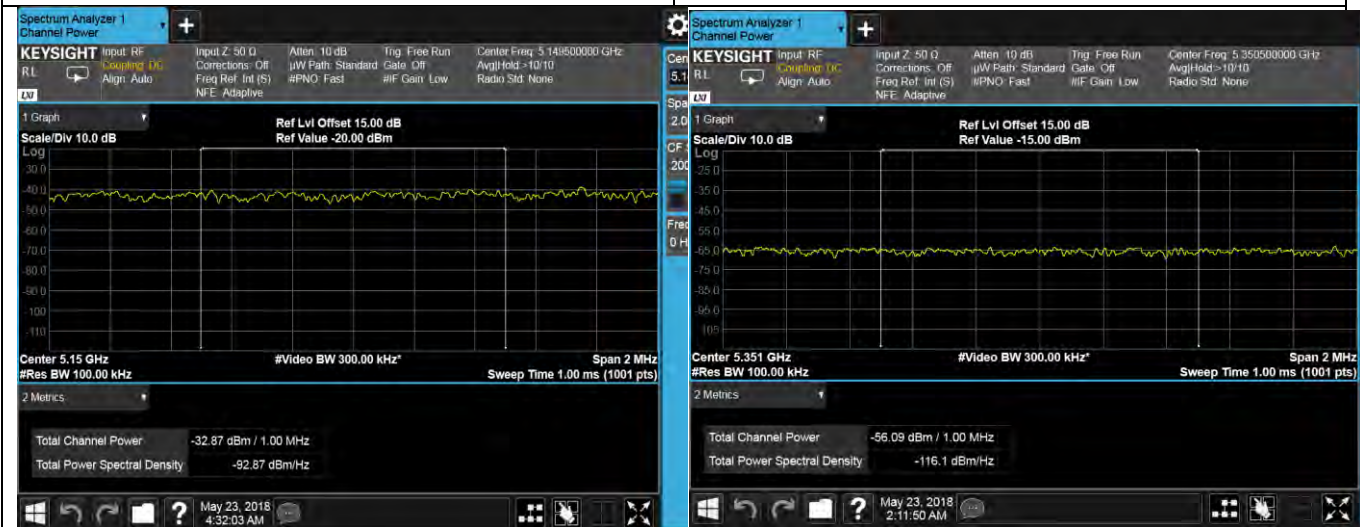 Spectrum Analyzer 1
Channel Power
+
KEYSIGHT Input: RF
RL
Coupling: DC
Align: Auto
LXI
Input Z: 50 Ω
Corrections: Off
Freq Ref: Int (S)
NFE: Adaptive
Atten: 10 dB
µW Path: Standard
#PNO: Fast
Trig: Free Run
Gate: Off
#IF Gain: Low
Center Freq: 5.149500000 GHz
Avg|Hold:>10/10
Radio Std: None
1 Graph
Scale/Div 10.0 dB
Ref Lvl Offset 15.00 dB
Ref Value -20.00 dBm
Log
-30.0
-40.0
-50.0
-60.0
-70.0
-80.0
-90.0
-100
-110
Center 5.15 GHz
#Res BW 100.00 kHz
#Video BW 300.00 kHz*
Span 2 MHz
Sweep Time 1.00 ms (1001 pts)
2 Metrics
Total Channel Power -32.87 dBm / 1.00 MHz
Total Power Spectral Density -92.87 dBm/Hz
?
May 23, 2018
4:32:03 AM
Cen
5.1
Spa
2.0
CF
200
Freq
0 H
Spectrum Analyzer 1
Channel Power
+
KEYSIGHT Input: RF
RL
Coupling: DC
Align: Auto
LXI
Input Z: 50 Ω
Corrections: Off
Freq Ref: Int (S)
NFE: Adaptive
Atten: 10 dB
µW Path: Standard
#PNO: Fast
Trig: Free Run
Gate: Off
#IF Gain: Low
Center Freq: 5.350500000 GHz
Avg|Hold:>10/10
Radio Std: None
1 Graph
Scale/Div 10.0 dB
Ref Lvl Offset 15.00 dB
Ref Value -15.00 dBm
Log
-25.0
-35.0
-45.0
-55.0
-65.0
-75.0
-85.0
-95.0
-105
Center 5.351 GHz
#Res BW 100.00 kHz
#Video BW 300.00 kHz*
Span 2 MHz
Sweep Time 1.00 ms (1001 pts)
2 Metrics
Total Channel Power -56.09 dBm / 1.00 MHz
Total Power Spectral Density -116.1 dBm/Hz
?
May 23, 2018
2:11:50 AM